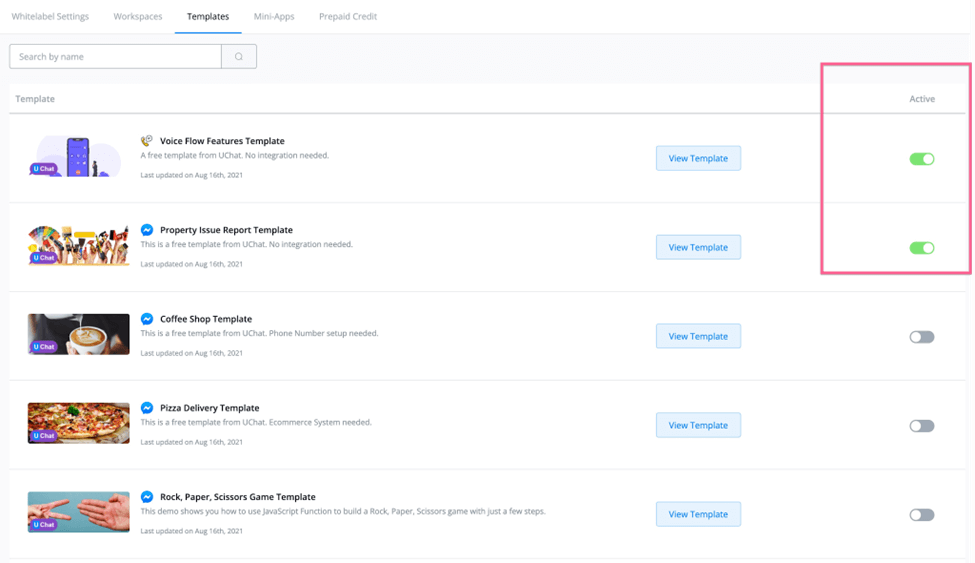 Whitelabel Settings Workspaces Templates Mini-Apps Prepaid Credit
Search by name
Template Active
Voice Flow Features Template
A free template from UChat. No integration needed.
Last updated on Aug 16th, 2021
U Chat
View Template
Property Issue Report Template
This is a free template from UChat. No integration needed.
Last updated on Aug 16th, 2021
U Chat
View Template
Coffee Shop Template
This is a free template from UChat. Phone Number setup needed.
Last updated on Aug 16th, 2021
U Chat
View Template
Pizza Delivery Template
This is a free template from UChat. Ecommerce System needed.
Last updated on Aug 16th, 2021
U Chat
View Template
Rock, Paper, Scissors Game Template
This demo shows you how to use JavaScript Function to build a Rock, Paper, Scissors game with just a few steps.
Last updated on Aug 16th, 2021
U Chat
View Template